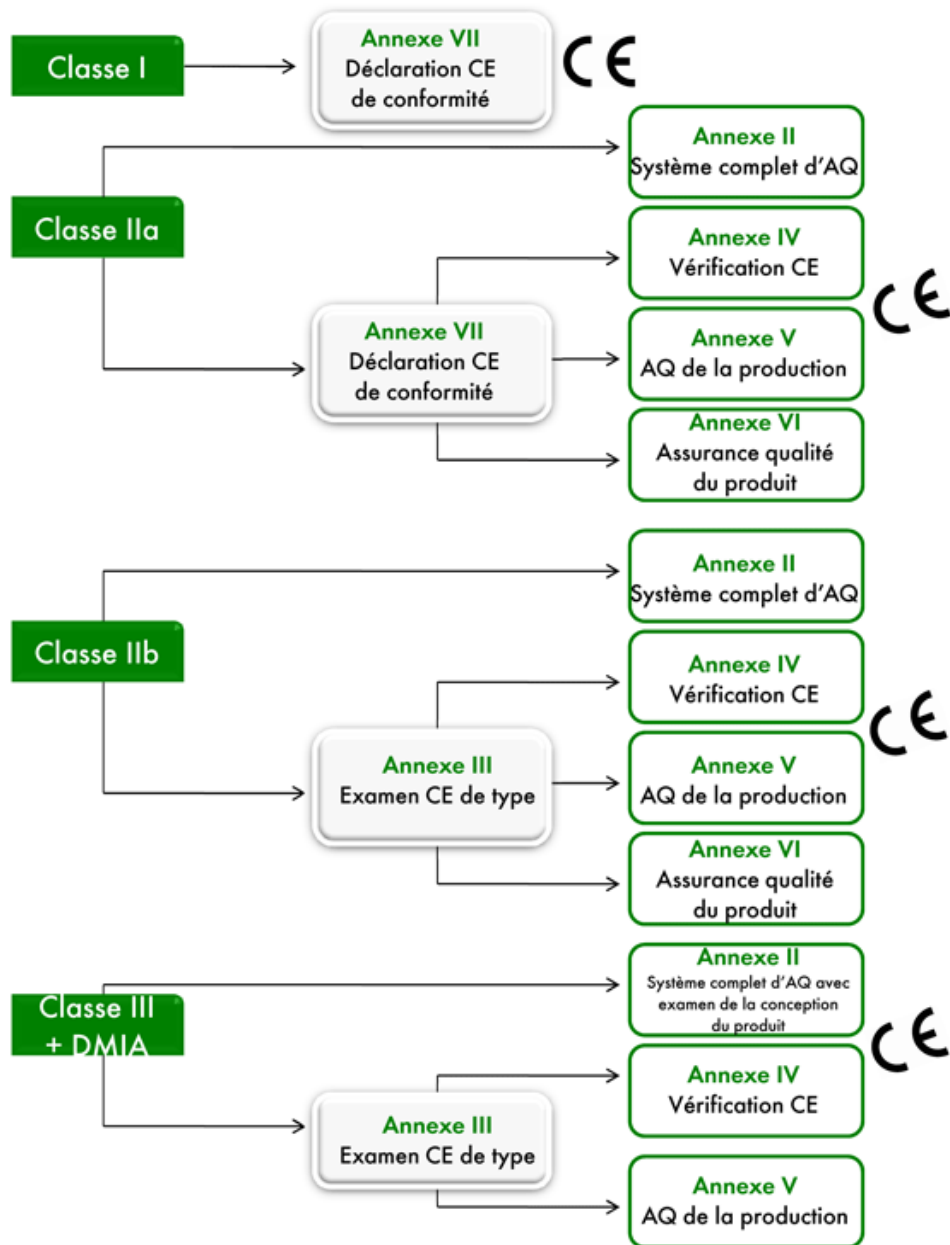 Classe I
Annexe VII
Déclaration CE
de conformité
CE
Annexe II
Système complet d'AQ
Classe IIa
Annexe IV
Vérification CE
CE
Annexe VII
Déclaration CE
de conformité
Annexe V
AQ de la production
Annexe VI
Assurance qualité
du produit
Annexe II
Système complet d'AQ
Classe IIb
Annexe IV
Vérification CE
CE
Annexe III
Examen CE de type
Annexe V
AQ de la production
Annexe VI
Assurance qualité
du produit
Classe III
+ DMIA
Annexe II
Système complet d'AQ avec
examen de la conception
du produit
CE
Annexe IV
Vérification CE
Annexe III
Examen CE de type
Annexe V
AQ de la production